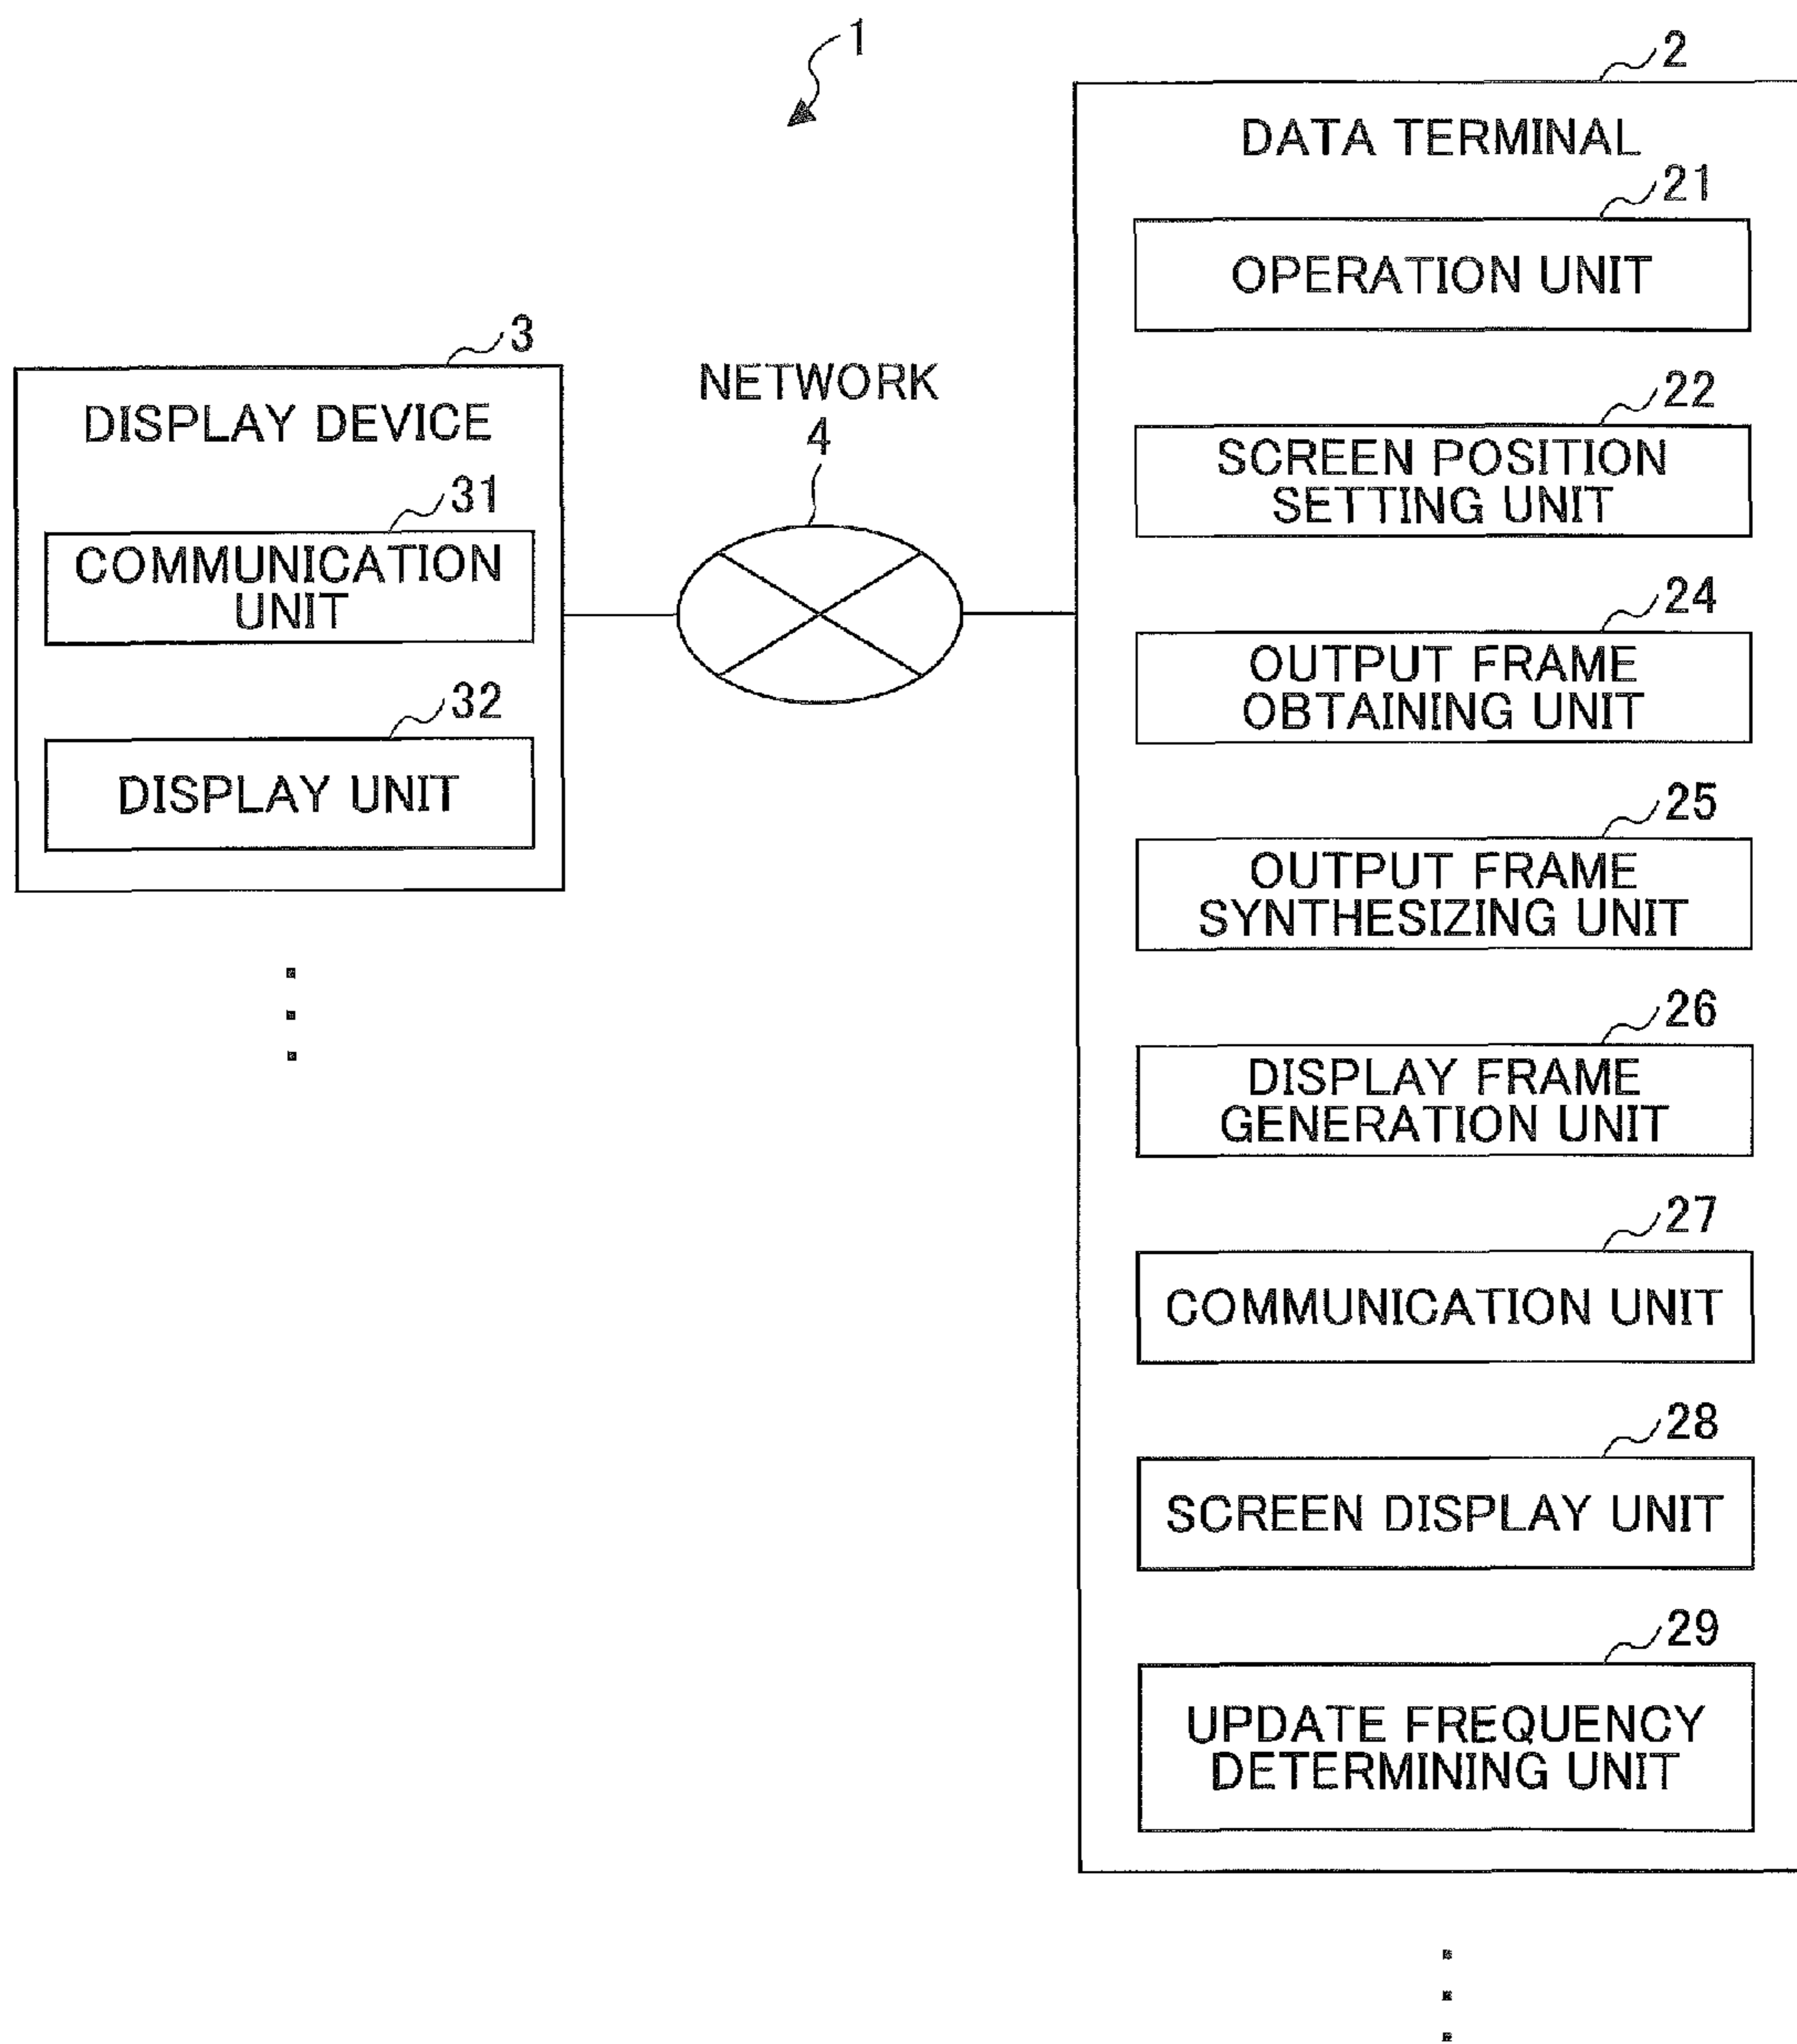 1
3
DISPLAY DEVICE
31
COMMUNICATION
UNIT
32
DISPLAY UNIT
NETWORK
4
2
DATA TERMINAL
21
OPERATION UNIT
22
SCREEN POSITION
SETTING UNIT
24
OUTPUT FRAME
OBTAINING UNIT
25
OUTPUT FRAME
SYNTHESIZING UNIT
26
DISPLAY FRAME
GENERATION UNIT
27
COMMUNICATION UNIT
28
SCREEN DISPLAY UNIT
29
UPDATE FREQUENCY
DETERMINING UNIT